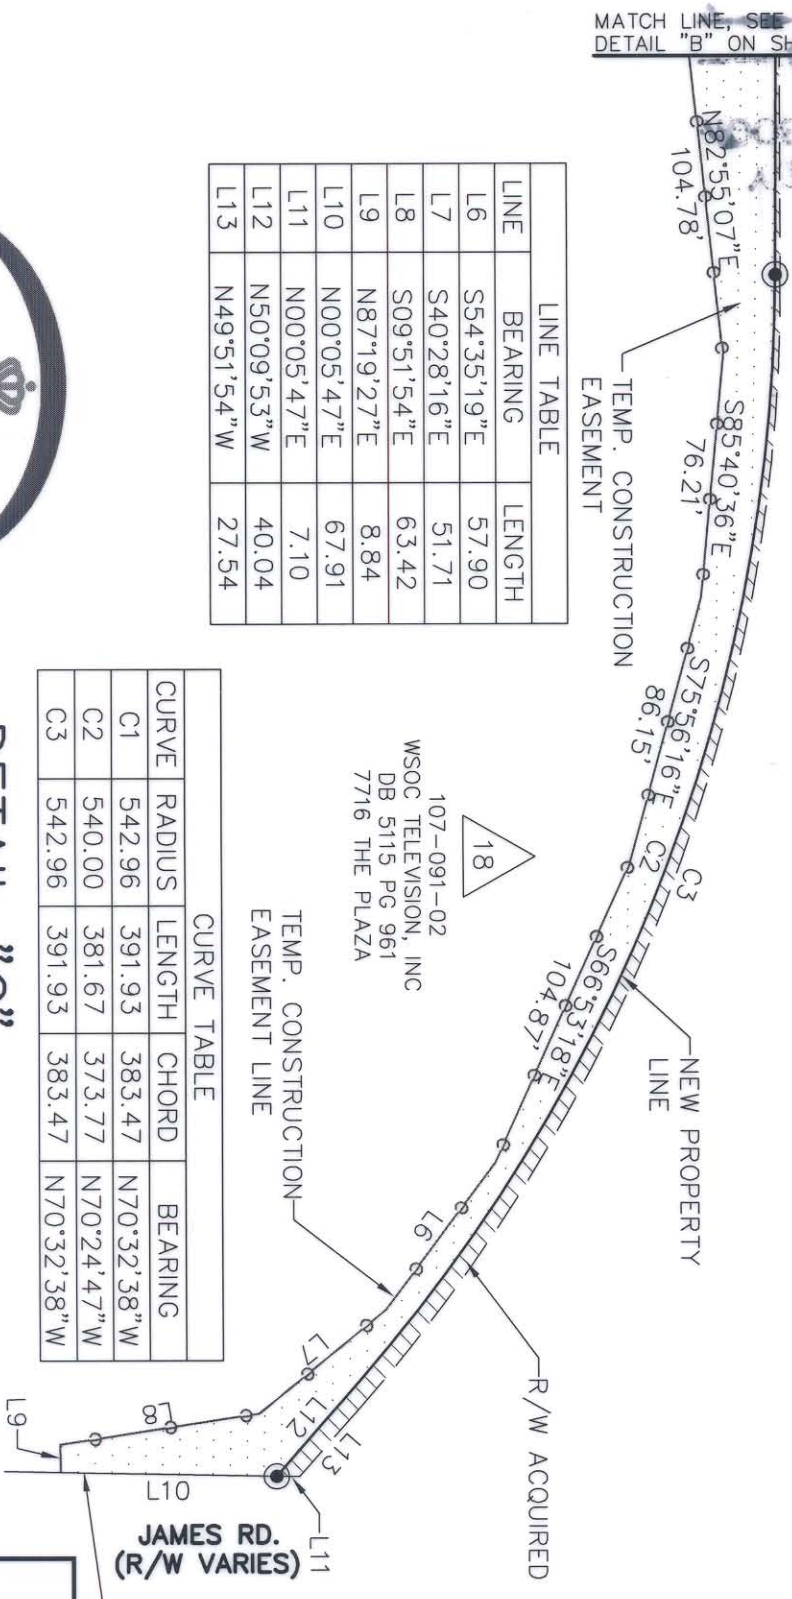 MATCH LINE, SEE
DETAIL "B" ON SH
N82°55'07"E
104.78'
S85°40'36"E
76.21'
S75°56'16"E
86.15'
C2
C3
S66°53'18"E
104.87'
TEMP. CONSTRUCTION
EASEMENT
NEW PROPERTY
LINE
R/W ACQUIRED
LINE TABLE
LINE BEARING LENGTH
L6 S54°35'19"E 57.90
L7 S40°28'16"E 51.71
L8 S09°51'54"E 63.42
L9 N87°19'27"E 8.84
L10 N00°05'47"E 67.91
L11 N00°05'47"E 7.10
L12 N50°09'53"W 40.04
L13 N49°51'54"W 27.54
18
107-091-02
WSOC TELEVISION, INC
DB 5115 PG 961
7716 THE PLAZA
TEMP. CONSTRUCTION
EASEMENT LINE
L6
L7
L8
L9
L10
L11
L12
L13
CURVE TABLE
CURVE RADIUS LENGTH CHORD BEARING
C1 542.96 391.93 383.47 N70°32'38"W
C2 540.00 381.67 373.77 N70°24'47"W
C3 542.96 391.93 383.47 N70°32'38"W
JAMES RD.
(R/W VARIES)